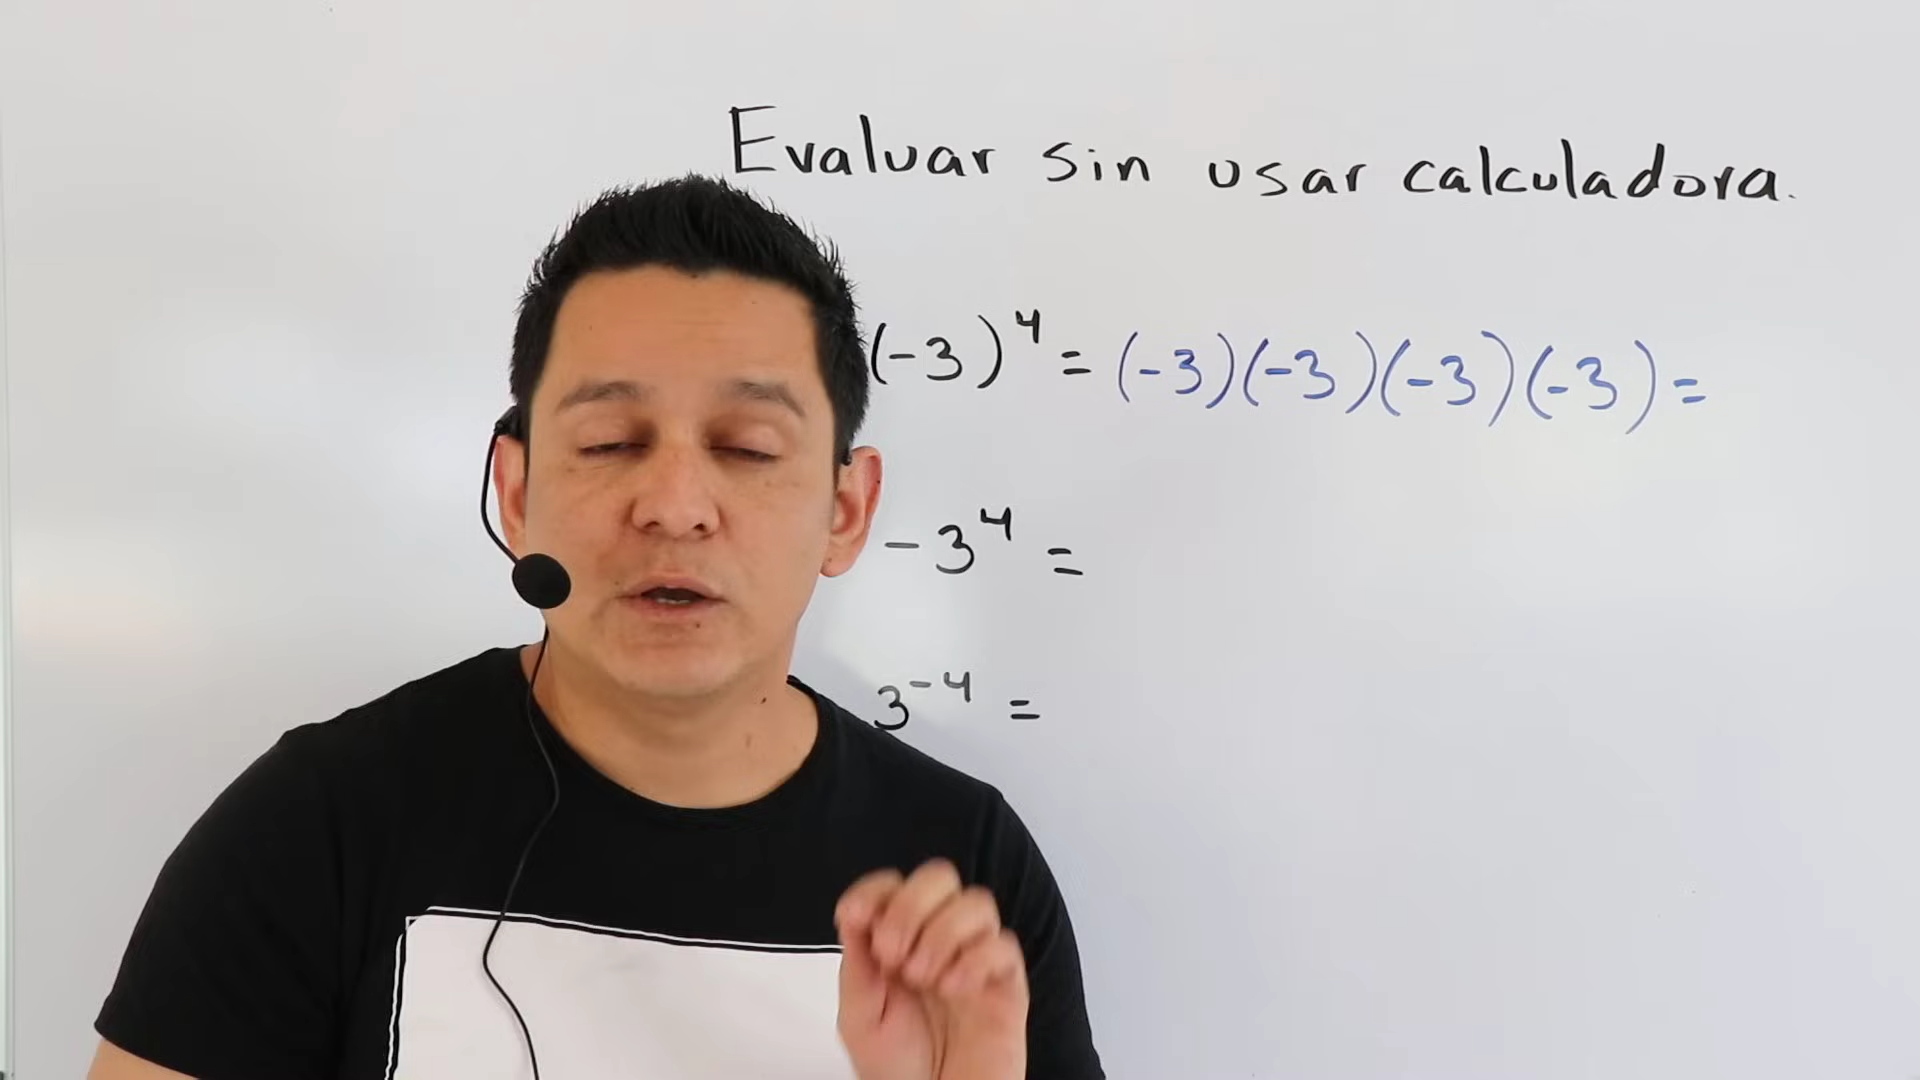 Evaluar sin usar calculadora.
(-3)⁴ = (-3)(-3)(-3)(-3) =
-3⁴ =
3⁻⁴ =